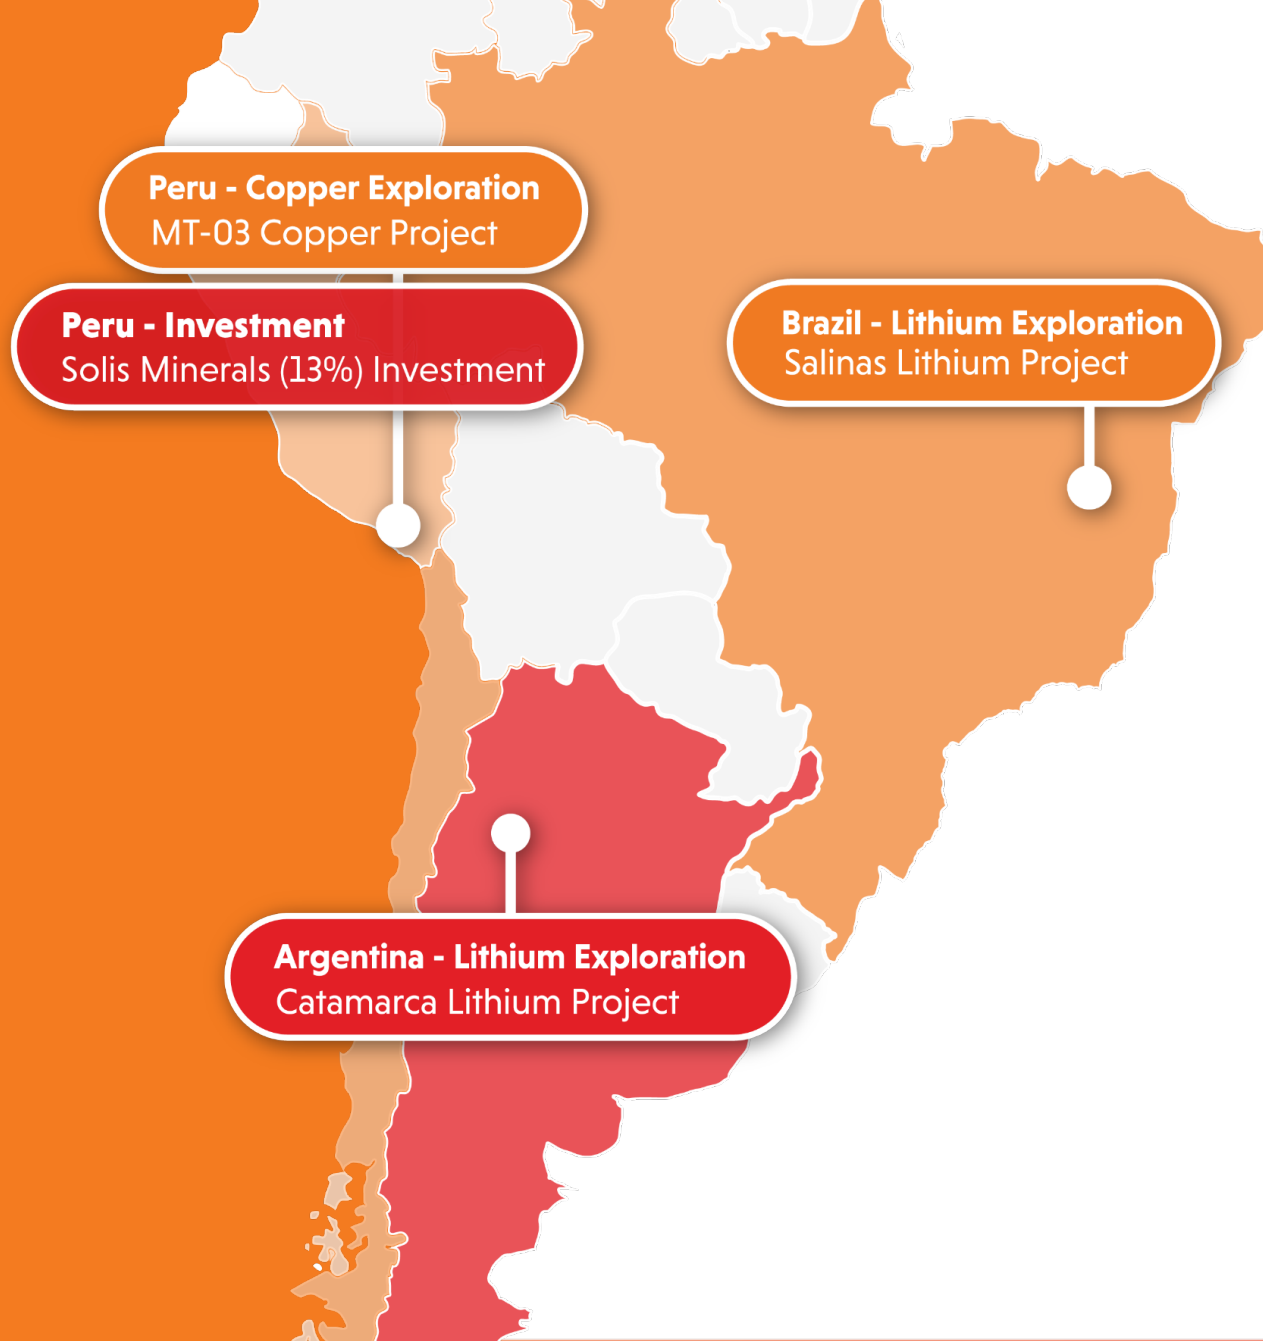 Peru - Copper Exploration
MT-03 Copper Project
Peru - Investment
Solis Minerals (13%) Investment
Brazil - Lithium Exploration
Salinas Lithium Project
Argentina - Lithium Exploration
Catamarca Lithium Project